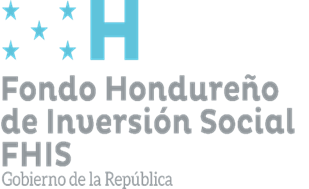 H
Fondo Hondureño
de Inversión Social
FHIS
Gobierno de la República